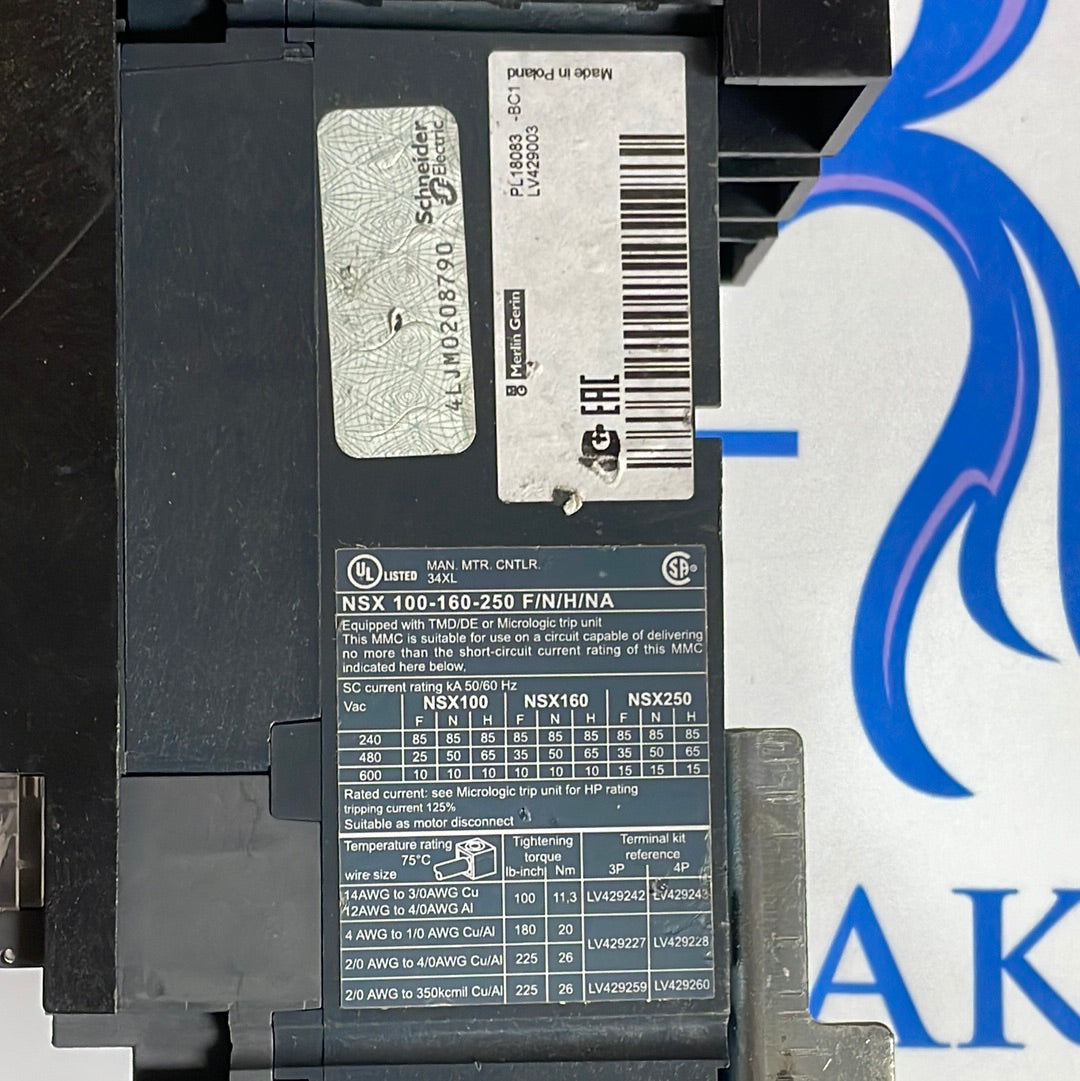 Schneider
Electric
4LJM0208790
Made in Poland
PL18083 -BC1
LV429003
Merlin Gerin
EAC
UL LISTED MAN. MTR. CNTLR.
34XL
SA®
NSX 100-160-250 F/N/H/NA
Equipped with TMD/DE or Micrologic trip unit
This MMC is suitable for use on a circuit capable of delivering
no more than the short-circuit current rating of this MMC
indicated here below,
SC current rating kA 50/60 Hz
Vac NSX100 NSX160 NSX250
F N H F N H F N H
240 85 85 85 85 85 85 85 85 85
480 25 50 65 35 50 65 35 50 65
600 10 10 10 10 10 10 15 15 15
Rated current: see Micrologic trip unit for HP rating
tripping current 125%
Suitable as motor disconnect
Temperature rating Tightening Terminal kit
75°C torque reference
wire size lb-inch Nm 3P 4P
14AWG to 3/0AWG Cu
12AWG to 4/0AWG Al 100 11,3 LV429242 LV429243
4 AWG to 1/0 AWG Cu/Al 180 20
LV429227 LV429228
2/0 AWG to 4/0AWG Cu/Al 225 26
2/0 AWG to 350kcmil Cu/Al 225 26 LV429259 LV429260
AK